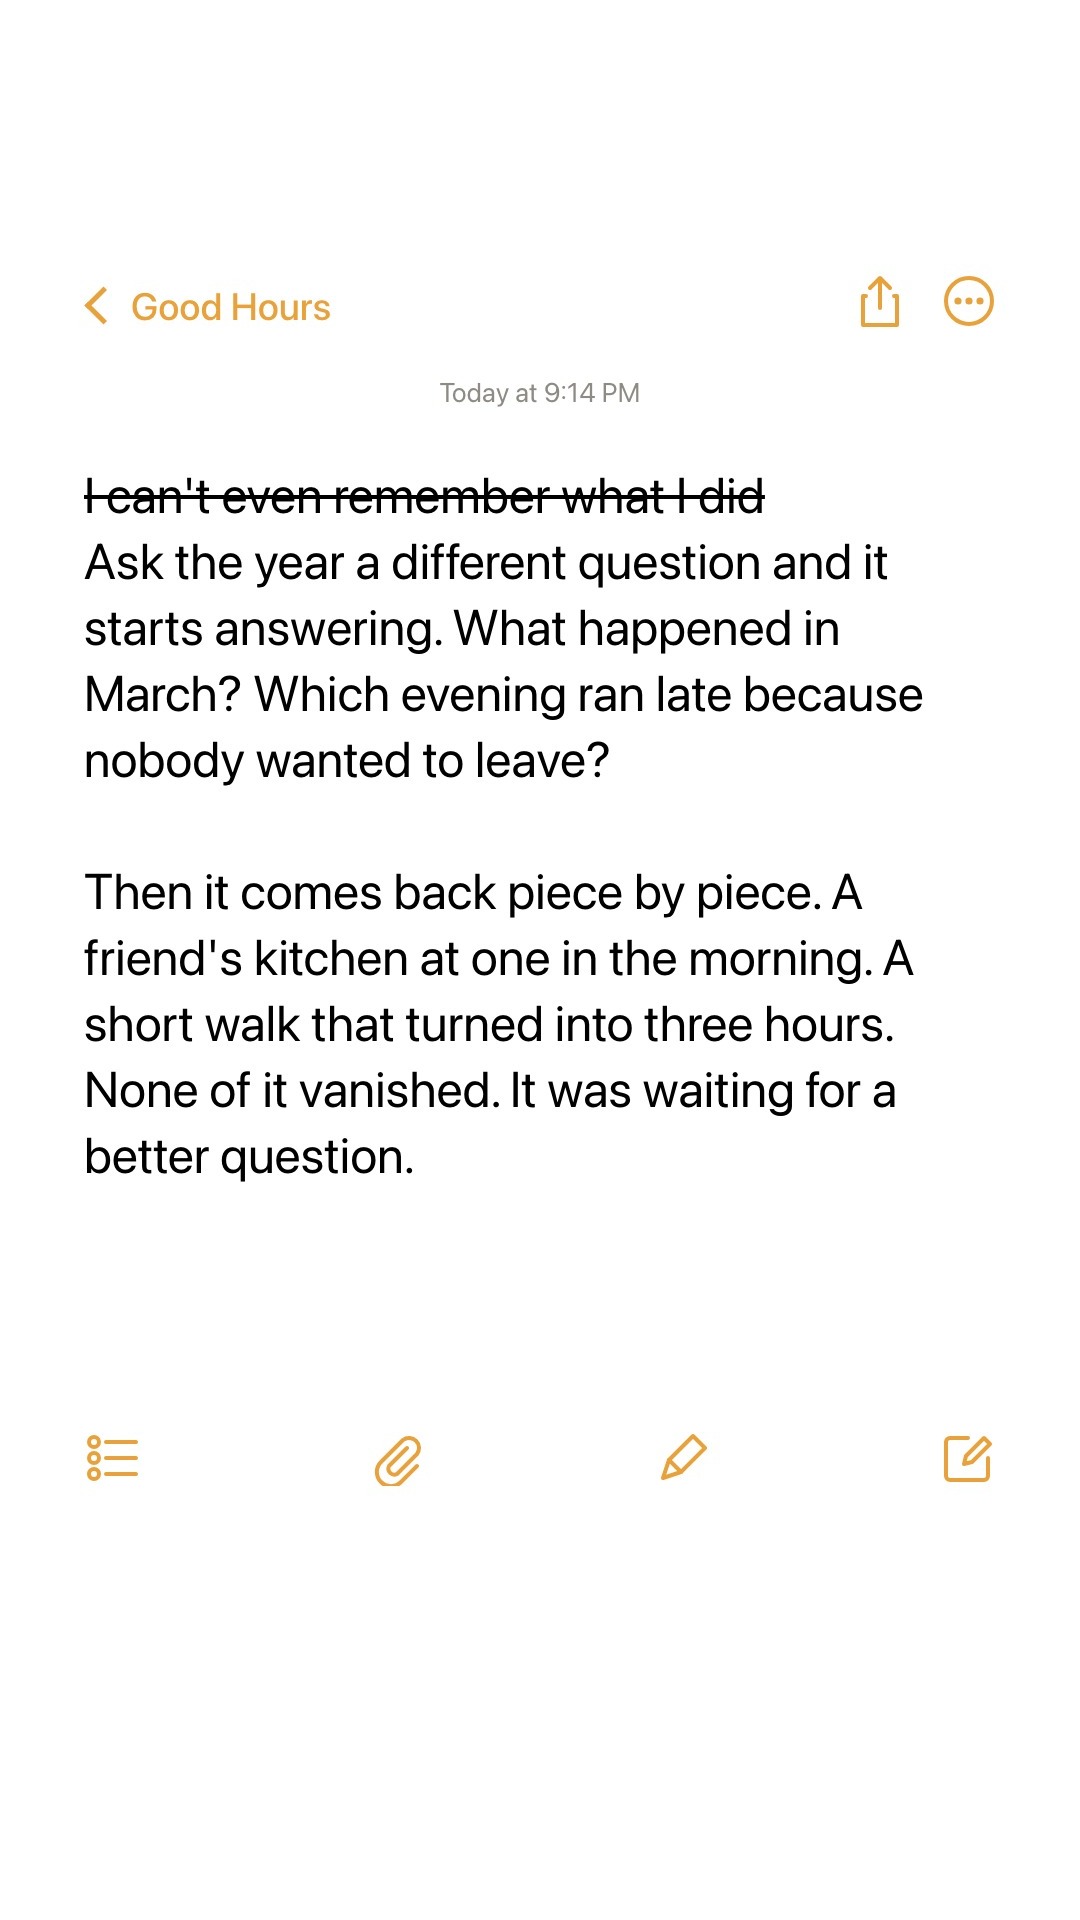 Good Hours
Today at 9:14 PM
I can't even remember what I did
Ask the year a different question and it
starts answering. What happened in
March? Which evening ran late because
nobody wanted to leave?
Then it comes back piece by piece. A
friend's kitchen at one in the morning. A
short walk that turned into three hours.
None of it vanished. It was waiting for a
better question.